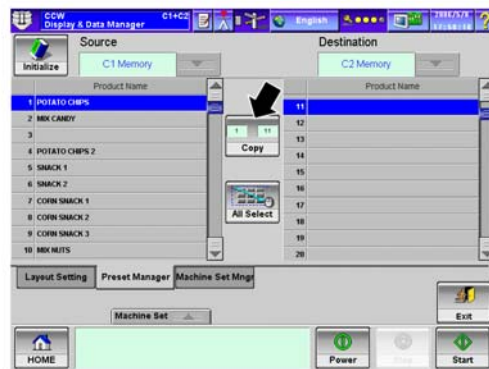 CCW
Display & Data Manager
C1+C2
English
Source
Destination
Initialize
C1 Memory
C2 Memory
Product Name
Product Name
1 POTATO CHIPS
2 MIX CANDY
3
4 POTATO CHIPS 2
5 SNACK 1
6 SNACK 2
7 CORN SNACK 1
8 CORN SNACK 2
9 CORN SNACK 3
10 MIX NUTS
1 11
Copy
All Select
11
12
13
14
15
16
17
18
19
20
Layout Setting
Preset Manager
Machine Set Mngr
Machine Set
Exit
HOME
Power
Start